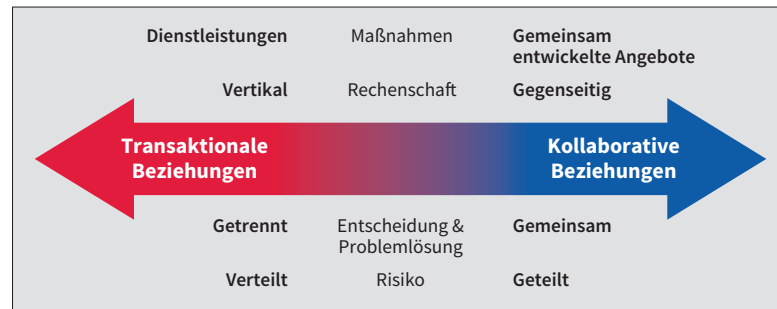 Dienstleistungen Maßnahmen Gemeinsam
entwickelte Angebote
Vertikal Rechenschaft Gegenseitig
Transaktionale Kollaborative
Beziehungen Beziehungen
Getrennt Entscheidung & Gemeinsam
Problemlösung
Verteilt Risiko Geteilt